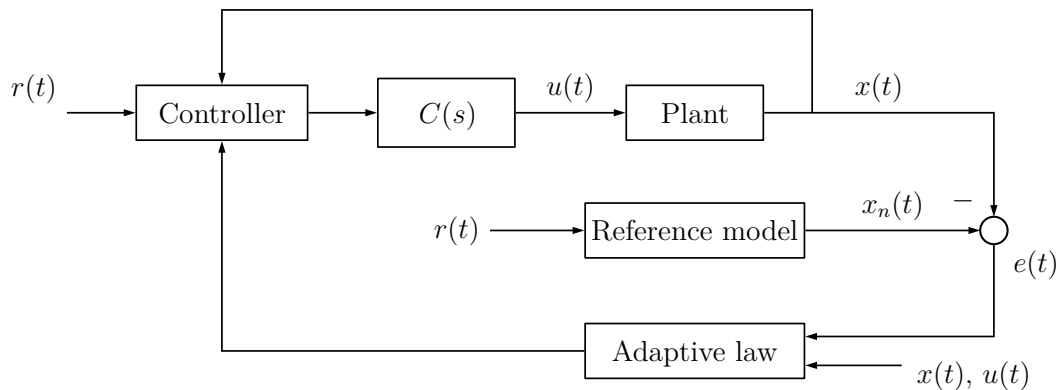 r(t)
Controller
C(s)
u(t)
Plant
x(t)
r(t)
Reference model
x_n(t)
−
e(t)
Adaptive law
x(t), u(t)